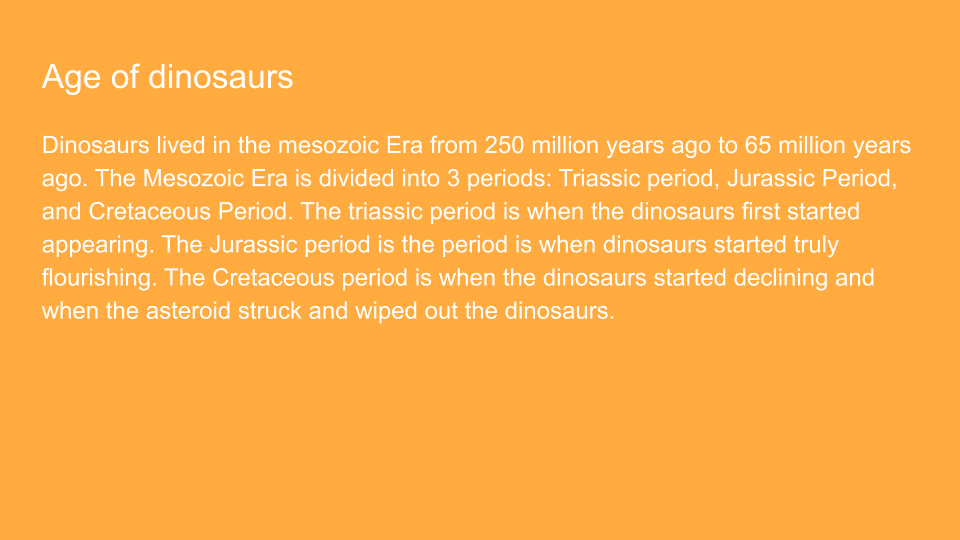 Age of dinosaurs
Dinosaurs lived in the mesozoic Era from 250 million years ago to 65 million years
ago. The Mesozoic Era is divided into 3 periods: Triassic period, Jurassic Period,
and Cretaceous Period. The triassic period is when the dinosaurs first started
appearing. The Jurassic period is the period is when dinosaurs started truly
flourishing. The Cretaceous period is when the dinosaurs started declining and
when the asteroid struck and wiped out the dinosaurs.